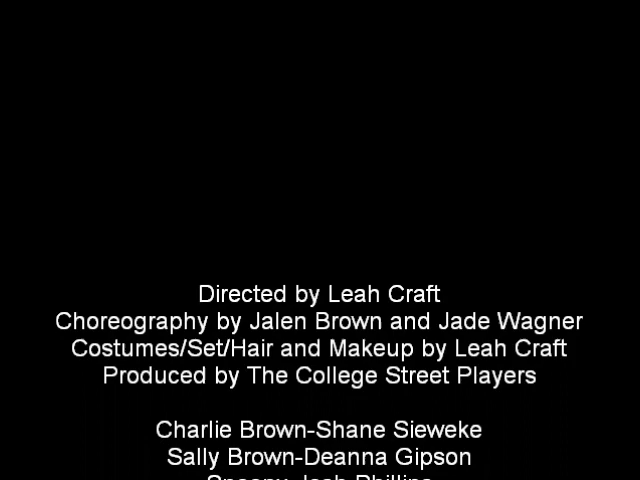 Directed by Leah Craft
Choreography by Jalen Brown and Jade Wagner
Costumes/Set/Hair and Makeup by Leah Craft
Produced by The College Street Players
Charlie Brown-Shane Sieweke
Sally Brown-Deanna Gipson